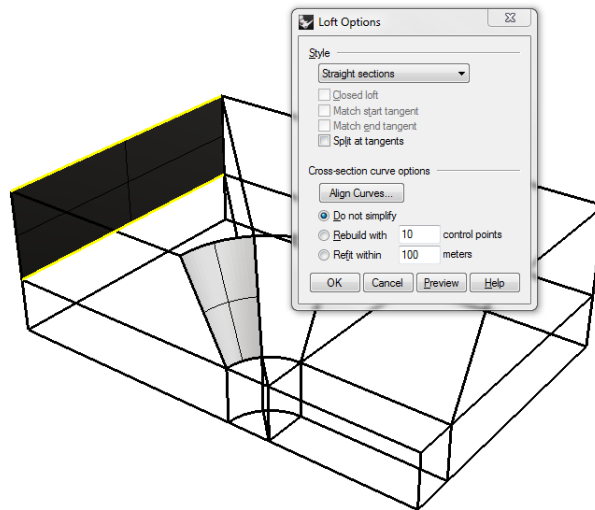 Loft Options
Style
Straight sections
Closed loft
Match start tangent
Match end tangent
Split at tangents
Cross-section curve options
Align Curves...
Do not simplify
Rebuild with 10 control points
Refit within 100 meters
OK Cancel Preview Help